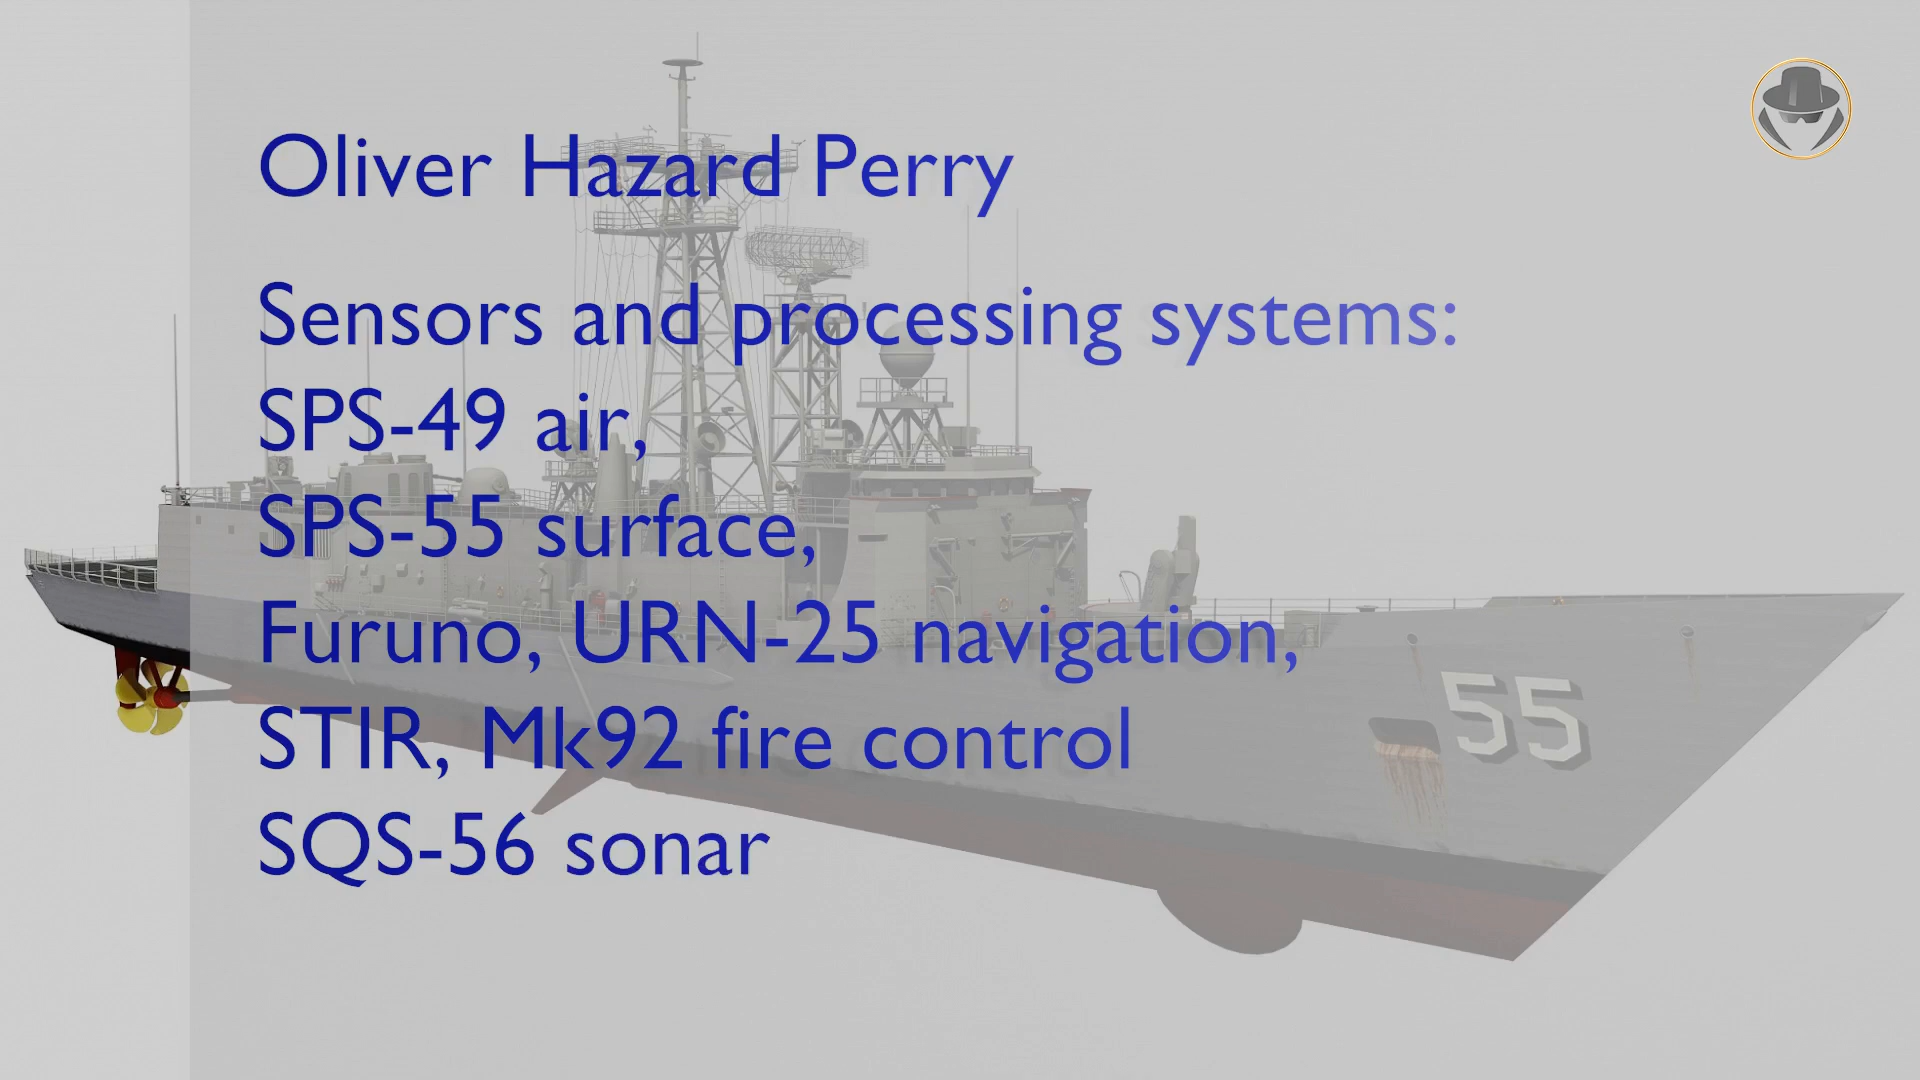 Oliver Hazard Perry
Sensors and processing systems:
SPS-49 air,
SPS-55 surface,
Furuno, URN-25 navigation,
STIR, Mk92 fire control
SQS-56 sonar
55